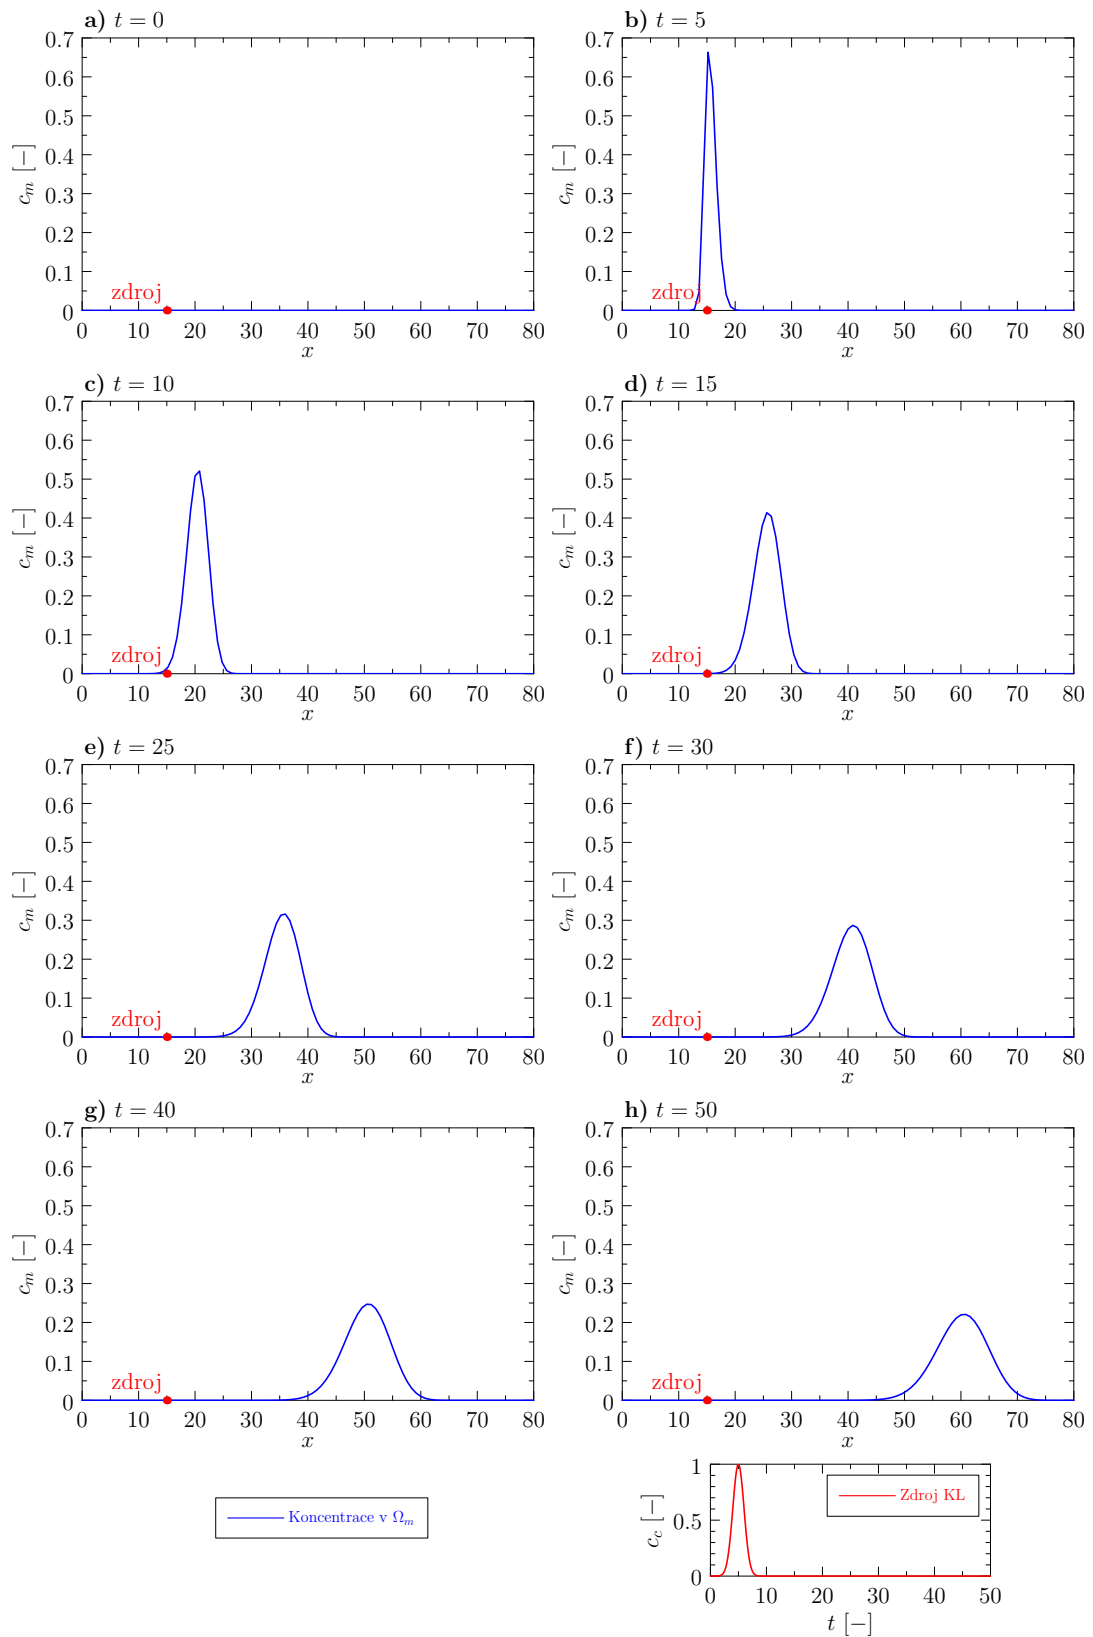 a) t = 0
0.7
0.6
0.5
0.4
0.3
0.2
0.1
0
c_m [−]
zdroj
0 10 20 30 40 50 60 70 80
x
b) t = 5
0.7
0.6
0.5
0.4
0.3
0.2
0.1
0
c_m [−]
zdroj
0 10 20 30 40 50 60 70 80
x
c) t = 10
0.7
0.6
0.5
0.4
0.3
0.2
0.1
0
c_m [−]
zdroj
0 10 20 30 40 50 60 70 80
x
d) t = 15
0.7
0.6
0.5
0.4
0.3
0.2
0.1
0
c_m [−]
zdroj
0 10 20 30 40 50 60 70 80
x
e) t = 25
0.7
0.6
0.5
0.4
0.3
0.2
0.1
0
c_m [−]
zdroj
0 10 20 30 40 50 60 70 80
x
f) t = 30
0.7
0.6
0.5
0.4
0.3
0.2
0.1
0
c_m [−]
zdroj
0 10 20 30 40 50 60 70 80
x
g) t = 40
0.7
0.6
0.5
0.4
0.3
0.2
0.1
0
c_m [−]
zdroj
0 10 20 30 40 50 60 70 80
x
h) t = 50
0.7
0.6
0.5
0.4
0.3
0.2
0.1
0
c_m [−]
zdroj
0 10 20 30 40 50 60 70 80
x
Koncentrace v Ω_m
1
0.5
0
c_c [−]
Zdroj KL
0 10 20 30 40 50
t [−]